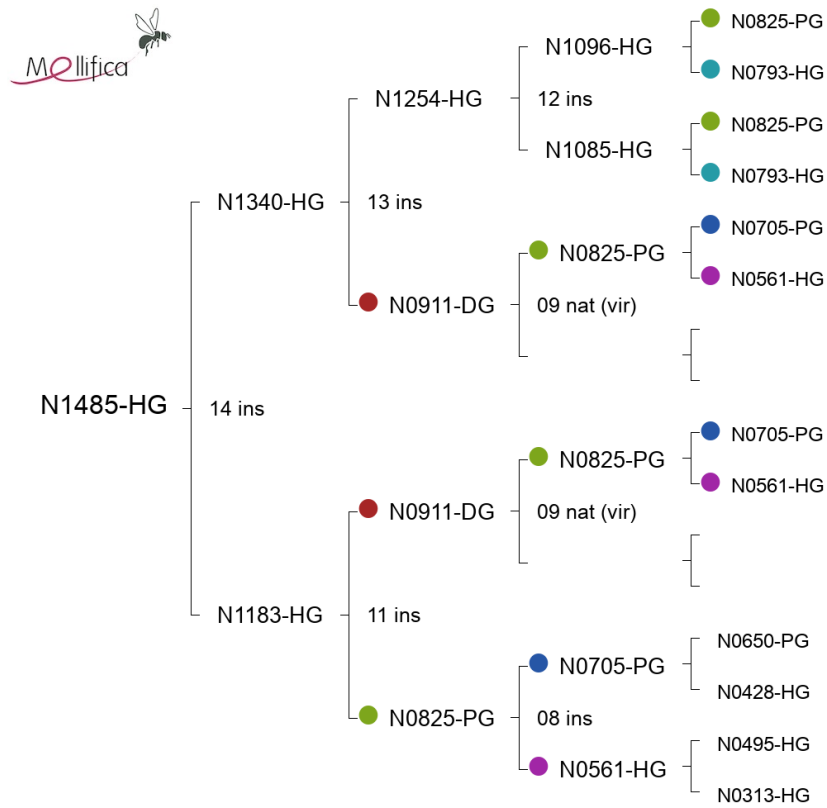 Mellifica
N0825-PG
N1096-HG
N0793-HG
N1254-HG
12 ins
N0825-PG
N1085-HG
N0793-HG
N1340-HG
13 ins
N0705-PG
N0825-PG
N0561-HG
N0911-DG
09 nat (vir)
N1485-HG
14 ins
N0705-PG
N0825-PG
N0561-HG
N0911-DG
09 nat (vir)
N1183-HG
11 ins
N0650-PG
N0705-PG
N0428-HG
N0825-PG
08 ins
N0495-HG
N0561-HG
N0313-HG